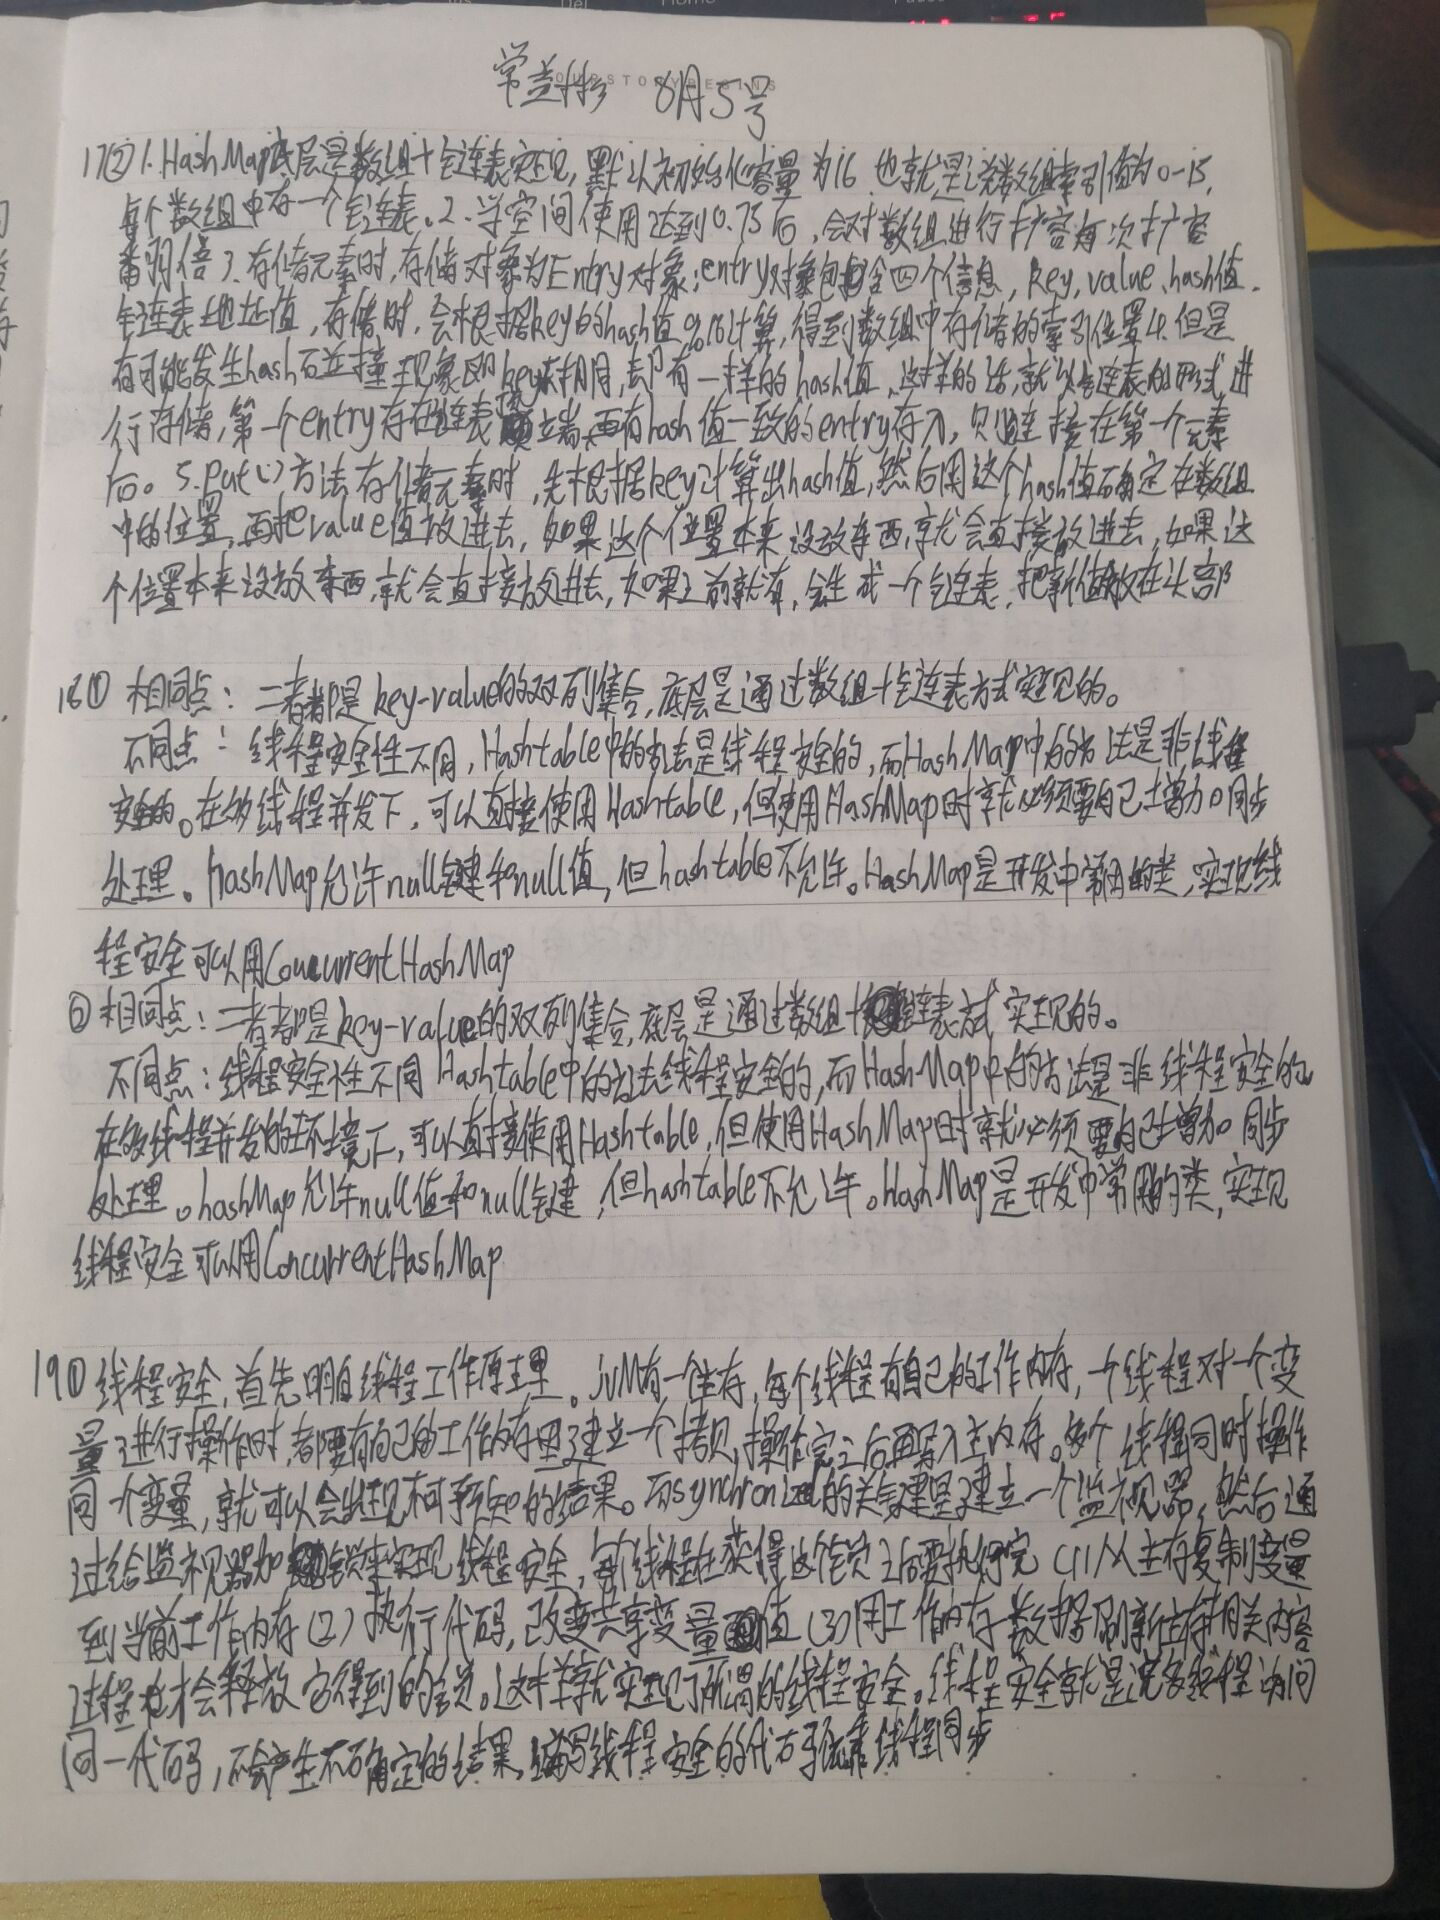 Del Home
OURSTORYBEGINS
常 8月5号
17② 1.HashMap底层是数组+链表实现,默认初始化容量为16.也就是该数组索引值为0-15,
每个数组中存一个链表。2.当空间使用达到0.75后,会对数组进行扩容每次扩容
番两倍 3.存储元素时,存储对象为Entry对象;entry对象包含四个信息,key,value、hash值.
链表地址值,存储时,会根据key的hash值%16计算,得到数组中存储的索引位置4.但是
有可能发生hash碰撞现象即key不相同,却有一样的hash值、这样的话,就以链表的形式进
行存储,第一个entry存在链表顶端,再有hash值一致的entry存入,则链接在第一个元素
后。5.put()方法存储元素时,先根据key计算出hash值,然后用这个hash值确定在数组
中的位置,再把value值放进去,如果这个位置本来没放东西,就会直接放进去,如果这
个位置本来没放东西,就会直接放进去,如果之前就有,会生成一个链表,把新值放在头部
18① 相同点:二者都是key-value的双列集合,底层是通过数组+链表方式实现的。
不同点:线程安全性不同,Hashtable中的方法是线程安全的,而HashMap中的方法是非线程
安全的。在多线程并发下,可以直接使用Hashtable,但使用HashMap时就必须要自己增加同步
处理。HashMap允许null键和null值,但hashtable不允许。HashMap是开发中常用的类,实现线
程安全可以用ConcurrentHashMap
② 相同点:二者都是key-value的双列集合,底层是通过数组+链表方式实现的。
不同点:线程安全性不同Hashtable中的方法线程安全的,而HashMap中的方法是非线程安全的
在多线程并发的环境下,可以直接使用Hashtable,但使用HashMap时就必须要自己增加同步
处理。hashMap允许null值和null键,但hashtable不允许。HashMap是开发中常用的类,实现
线程安全可以用ConcurrentHashMap
19① 线程安全,首先明白线程工作原理。JVM有一个主存,每个线程有自己的工作内存,一个线程对一个变
量进行操作时,都要有自己的工作内存里建立一个拷贝,操作完之后再写入主内存。多个线程同时操作
同一个变量,就可以会出现不可预知的结果。而synchronized的关键是建立一个监视器,然后通
过给监视器加锁来实现线程安全,每个线程在获得这个锁之后要执行完(1)从主存复制变量
到当前工作内存(2)执行代码,改变共享变量值(3)用工作内存数据刷新主存相关内容
过程才会释放它得到的锁。这样就实现了所谓的线程安全。线程安全就是说多线程访问
同一代码,不会产生不确定的结果,编写线程安全的代码依靠线程同步